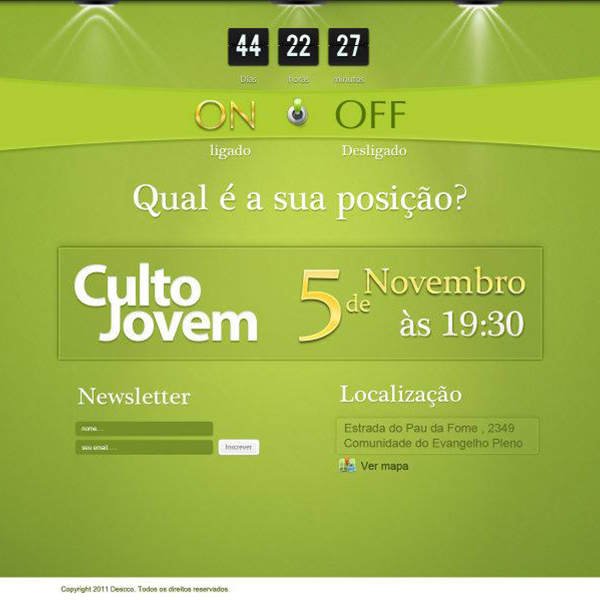 44 22 27
Dias horas minutos
ON OFF
ligado Desligado
Qual é a sua posição?
Culto
Jovem
5 de Novembro
às 19:30
Newsletter
nome...
seu email ...
Inscrever
Localização
Estrada do Pau da Fome , 2349
Comunidade do Evangelho Pleno
Ver mapa
Copyright 2011 Descco. Todos os direitos reservados.